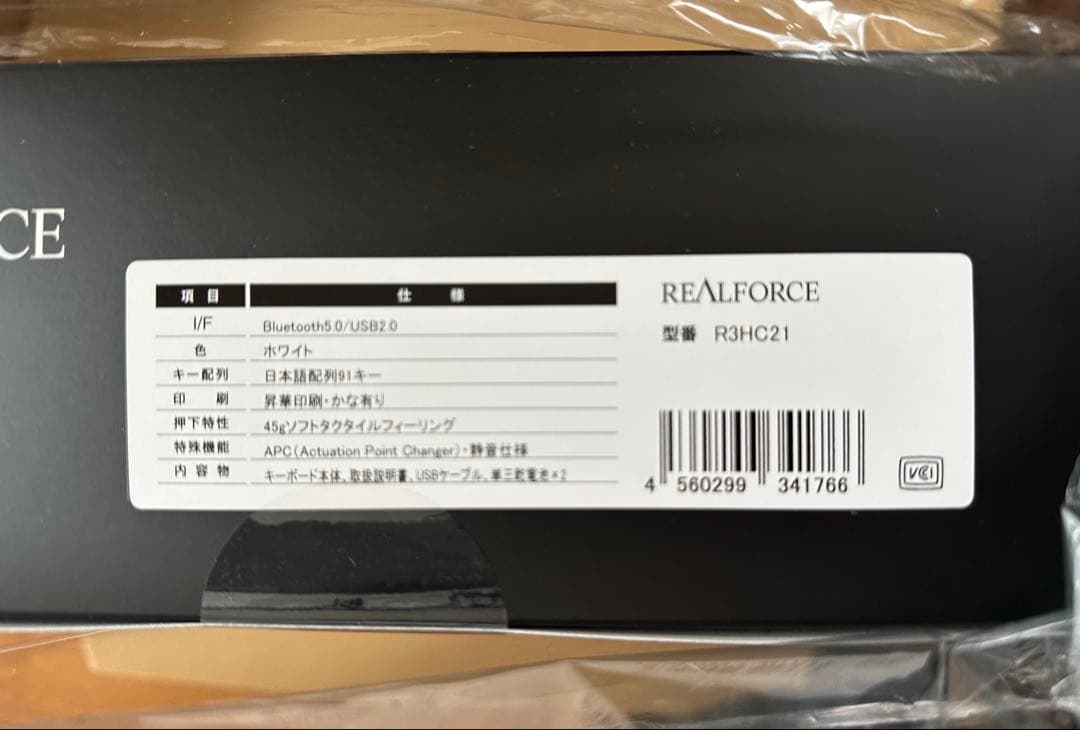 CE
項 目 仕 様
I/F Bluetooth5.0/USB2.0
色 ホワイト
キー配列 日本語配列91キー
印 刷 昇華印刷・かな有り
押下特性 45gソフトタクタイルフィーリング
特殊機能 APC(Actuation Point Changer)・静音仕様
内 容 物 キーボード本体、取扱説明書、USBケーブル、単三乾電池×2
REALFORCE
型番 R3HC21
4 560299 341766
VCI